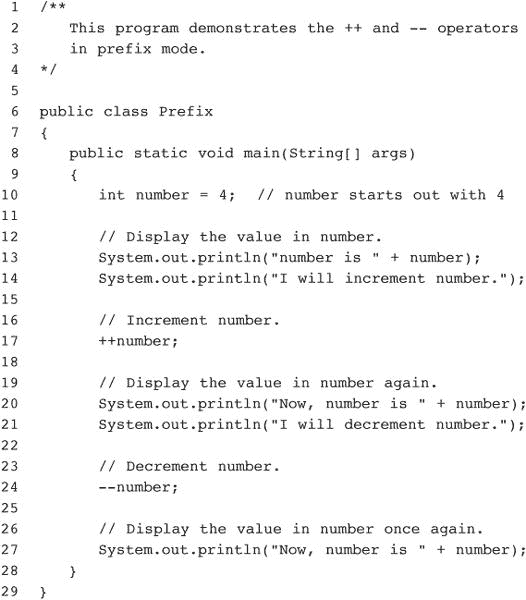 1 /**
2 This program demonstrates the ++ and -- operators
3 in prefix mode.
4 */
5
6 public class Prefix
7 {
8 public static void main(String[] args)
9 {
10 int number = 4; // number starts out with 4
11
12 // Display the value in number.
13 System.out.println("number is " + number);
14 System.out.println("I will increment number.");
15
16 // Increment number.
17 ++number;
18
19 // Display the value in number again.
20 System.out.println("Now, number is " + number);
21 System.out.println("I will decrement number.");
22
23 // Decrement number.
24 --number;
25
26 // Display the value in number once again.
27 System.out.println("Now, number is " + number);
28 }
29 }